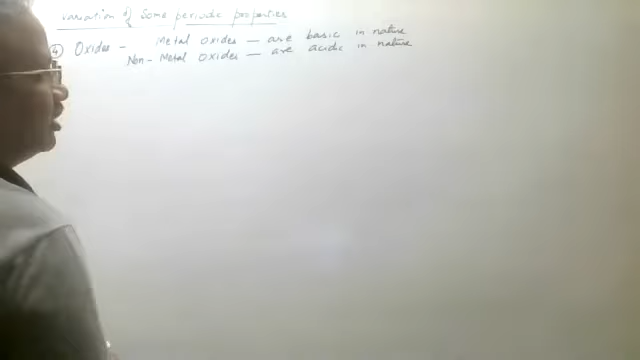 variation of some periodic properties
④ Oxides - Metal oxides — are basic in nature
Non-Metal oxides — are acidic in nature